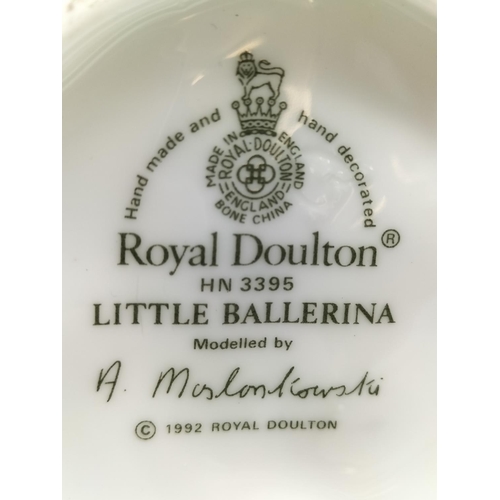 Hand made and hand decorated
MADE IN ENGLAND
ROYAL·DOULTON
ENGLAND
BONE CHINA
Royal Doulton®
HN 3395
LITTLE BALLERINA
Modelled by
A. Maslankowski
© 1992 ROYAL DOULTON